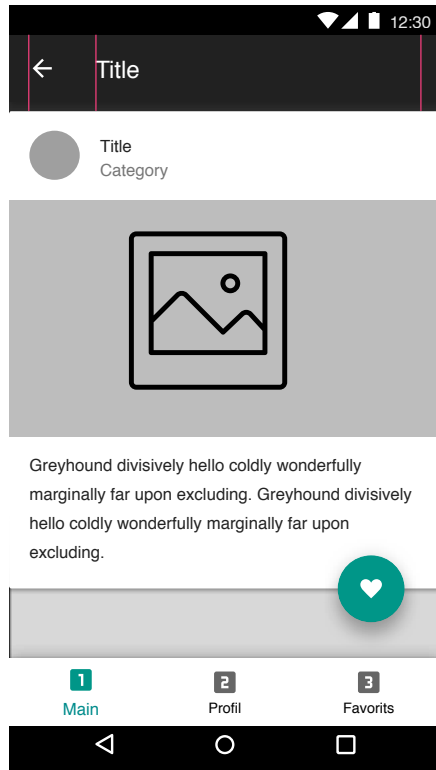 12:30
Title
Title
Category
Greyhound divisively hello coldly wonderfully
marginally far upon excluding. Greyhound divisively
hello coldly wonderfully marginally far upon
excluding.
1 2 3
Main Profil Favorits